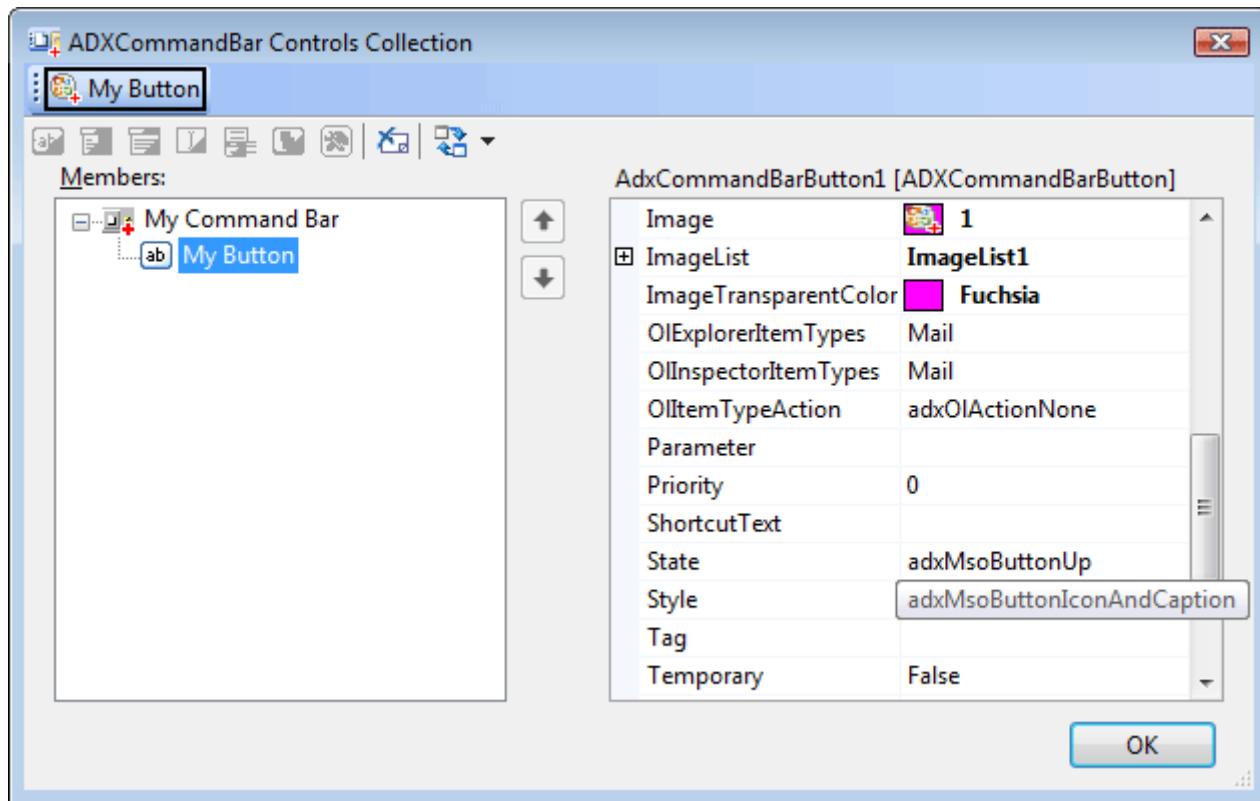 ADXCommandBar Controls Collection
My Button
Members:
My Command Bar
ab My Button
AdxCommandBarButton1 [ADXCommandBarButton]
Image 1
ImageList ImageList1
ImageTransparentColor Fuchsia
OlExplorerItemTypes Mail
OlInspectorItemTypes Mail
OlItemTypeAction adxOlActionNone
Parameter
Priority 0
ShortcutText
State adxMsoButtonUp
Style adxMsoButtonIconAndCaption
Tag
Temporary False
OK